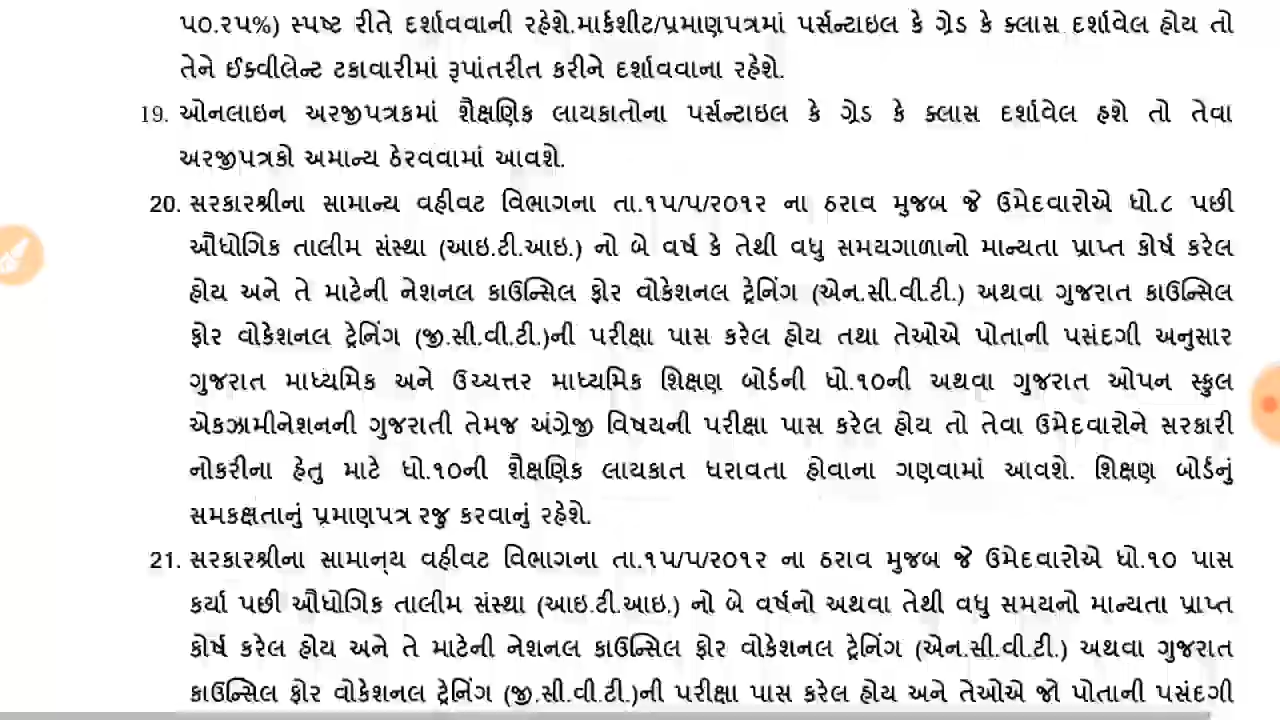 ૫૦.૨૫%) સ્પષ્ટ રીતે દર્શાવવાની રહેશે.માર્કશીટ/પ્રમાણપત્રમાં પર્સન્ટાઇલ કે ગ્રેડ કે ક્લાસ દર્શાવેલ હોય તો
તેને ઈક્વીલેન્ટ ટકાવારીમાં રૂપાંતરીત કરીને દર્શાવવાના રહેશે.
19. ઓનલાઇન અરજીપત્રકમાં શૈક્ષણિક લાયકાતોના પર્સન્ટાઇલ કે ગ્રેડ કે ક્લાસ દર્શાવેલ હશે તો તેવા
અરજીપત્રકો અમાન્ય ઠેરવવામાં આવશે.
20. સરકારશ્રીના સામાન્ય વહીવટ વિભાગના તા.૧૫/૫/૨૦૧૨ ના ઠરાવ મુજબ જે ઉમેદવારોએ ધો.૮ પછી
ઔધોગિક તાલીમ સંસ્થા (આઇ.ટી.આઇ.) નો બે વર્ષ કે તેથી વધુ સમયગાળાનો માન્યતા પ્રાપ્ત કોર્ષ કરેલ
હોય અને તે માટેની નેશનલ કાઉન્સિલ ફોર વોકેશનલ ટ્રેનિંગ (એન.સી.વી.ટી.) અથવા ગુજરાત કાઉન્સિલ
ફોર વોકેશનલ ટ્રેનિંગ (જી.સી.વી.ટી.)ની પરીક્ષા પાસ કરેલ હોય તથા તેઓએ પોતાની પસંદગી અનુસાર
ગુજરાત માધ્યમિક અને ઉચ્ચત્તર માધ્યમિક શિક્ષણ બોર્ડની ધો.૧૦ની અથવા ગુજરાત ઓપન સ્કુલ
એકઝામીનેશનની ગુજરાતી તેમજ અંગ્રેજી વિષયની પરીક્ષા પાસ કરેલ હોય તો તેવા ઉમેદવારોને સરકારી
નોકરીના હેતુ માટે ધો.૧૦ની શૈક્ષણિક લાયકાત ધરાવતા હોવાના ગણવામાં આવશે. શિક્ષણ બોર્ડનું
સમકક્ષતાનું પ્રમાણપત્ર રજુ કરવાનું રહેશે.
21. સરકારશ્રીના સામાન્ય વહીવટ વિભાગના તા.૧૫/૫/૨૦૧૨ ના ઠરાવ મુજબ જે ઉમેદવારોએ ધો.૧૦ પાસ
કર્યા પછી ઔધોગિક તાલીમ સંસ્થા (આઇ.ટી.આઇ.) નો બે વર્ષનો અથવા તેથી વધુ સમયનો માન્યતા પ્રાપ્ત
કોર્ષ કરેલ હોય અને તે માટેની નેશનલ કાઉન્સિલ ફોર વોકેશનલ ટ્રેનિંગ (એન.સી.વી.ટી.) અથવા ગુજરાત
કાઉન્સિલ ફોર વોકેશનલ ટ્રેનિંગ (જી.સી.વી.ટી.)ની પરીક્ષા પાસ કરેલ હોય અને તેઓએ જો પોતાની પસંદગી